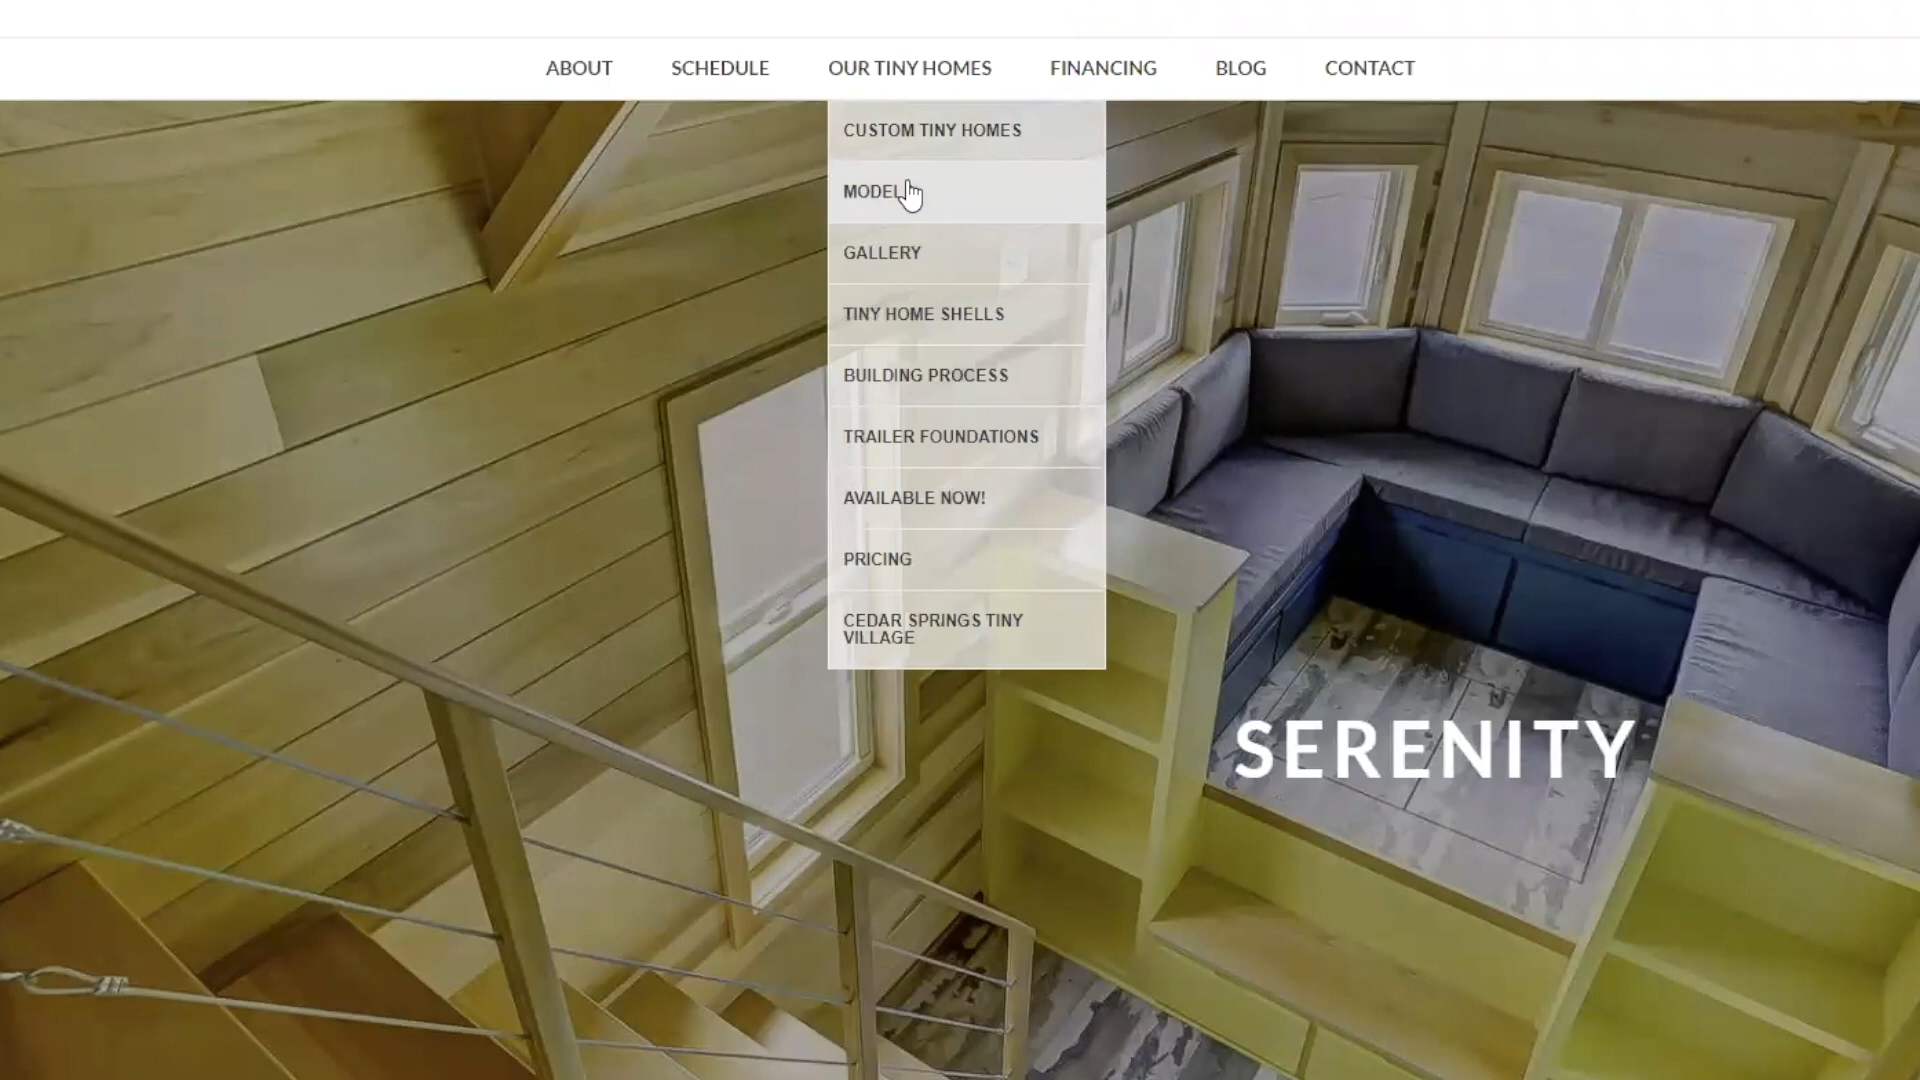 ABOUT SCHEDULE OUR TINY HOMES FINANCING BLOG CONTACT
CUSTOM TINY HOMES
MODEL
GALLERY
TINY HOME SHELLS
BUILDING PROCESS
TRAILER FOUNDATIONS
AVAILABLE NOW!
PRICING
CEDAR SPRINGS TINY
VILLAGE
SERENITY